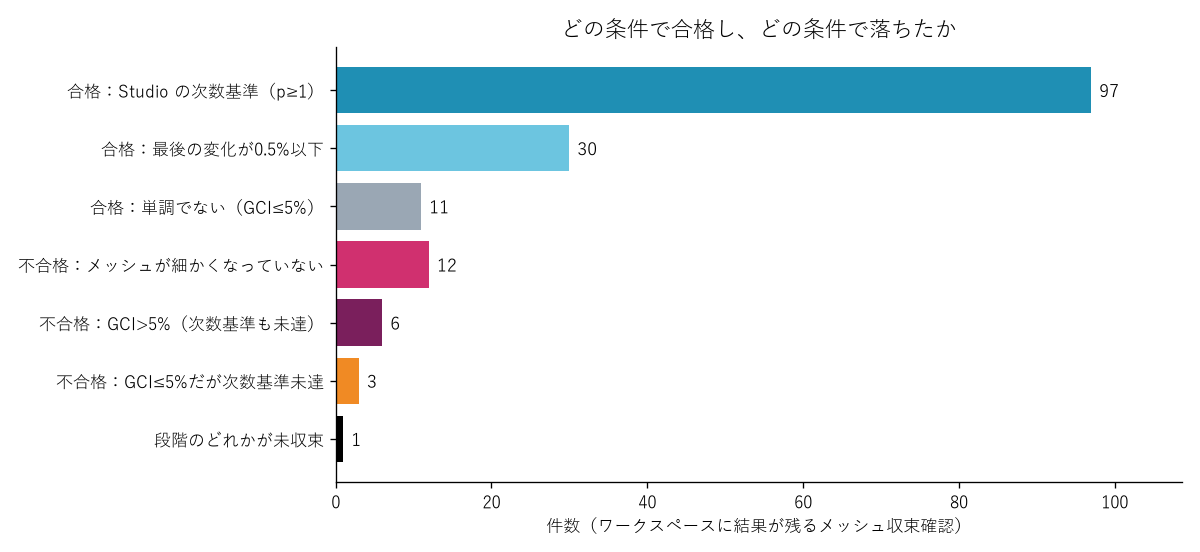 どの条件で合格し、どの条件で落ちたか
合格：Studio の次数基準（p≥1） 97
合格：最後の変化が0.5%以下 30
合格：単調でない（GCI≤5%） 11
不合格：メッシュが細かくなっていない 12
不合格：GCI>5%（次数基準も未達） 6
不合格：GCI≤5%だが次数基準未達 3
段階のどれかが未収束 1
0 20 40 60 80 100
件数（ワークスペースに結果が残るメッシュ収束確認）